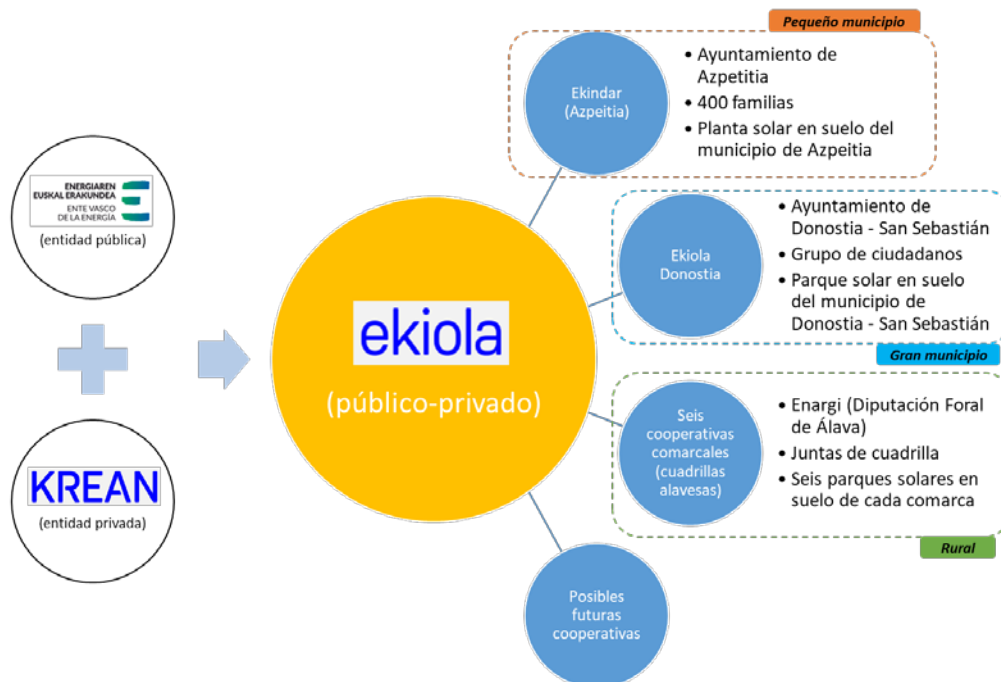 ENERGIAREN
EUSKAL ERAKUNDEA
ENTE VASCO
DE LA ENERGÍA
(entidad pública)
KREAN
(entidad privada)
ekiola
(público-privado)
Pequeño municipio
Ekindar
(Azpeitia)
• Ayuntamiento de
Azpetitia
• 400 familias
• Planta solar en suelo del
municipio de Azpeitia
Ekiola
Donostia
• Ayuntamiento de
Donostia - San Sebastián
• Grupo de ciudadanos
• Parque solar en suelo
del municipio de
Donostia - San Sebastián
Gran municipio
Seis
cooperativas
comarcales
(cuadrillas
alavesas)
• Enargi (Diputación Foral
de Álava)
• Juntas de cuadrilla
• Seis parques solares en
suelo de cada comarca
Rural
Posibles
futuras
cooperativas